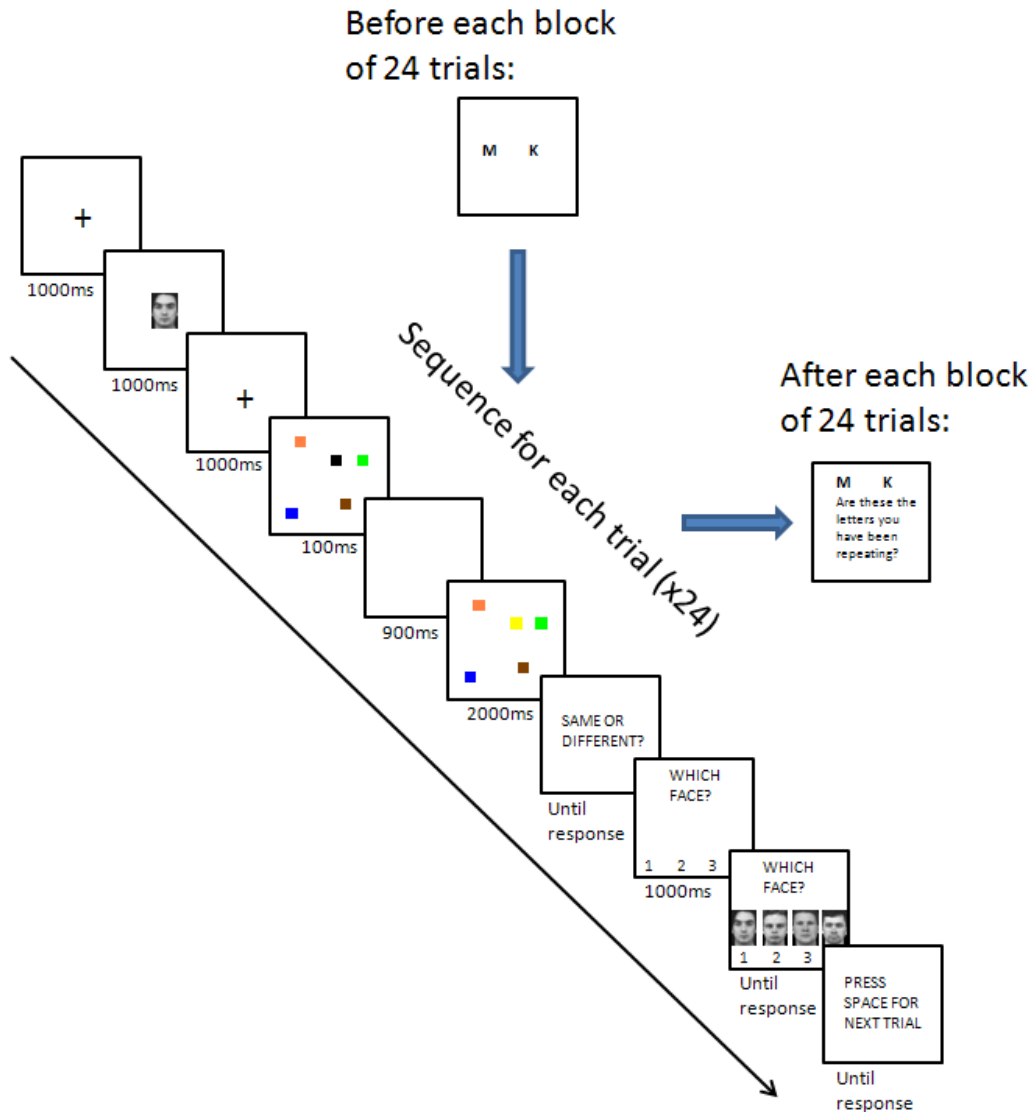 Before each block
of 24 trials:
M K
+
1000ms
1000ms
+
1000ms
100ms
900ms
2000ms
SAME OR
DIFFERENT?
Until
response
WHICH
FACE?
1 2 3
1000ms
WHICH
FACE?
1 2 3
Until
response
PRESS
SPACE FOR
NEXT TRIAL
Until
response
Sequence for each trial (x24)
After each block
of 24 trials:
M K
Are these the
letters you
have been
repeating?